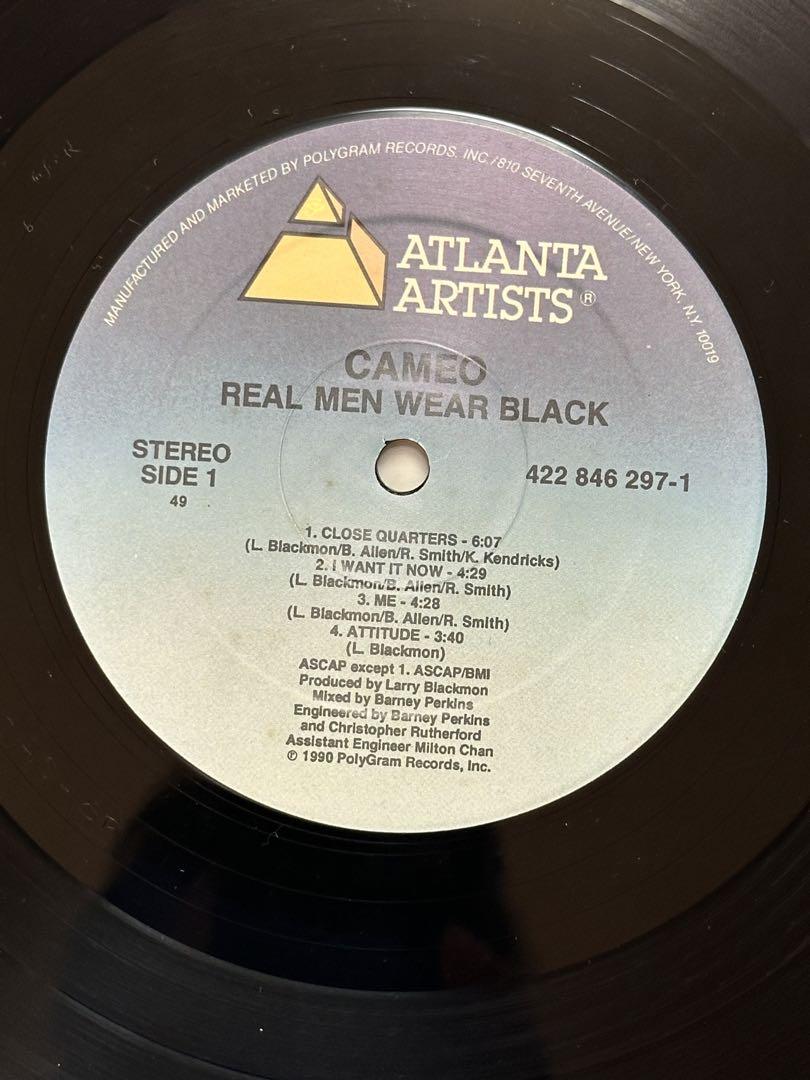 MANUFACTURED AND MARKETED BY POLYGRAM RECORDS, INC./810 SEVENTH AVENUE/NEW YORK, N.Y. 10019
ATLANTA
ARTISTS®
CAMEO
REAL MEN WEAR BLACK
STEREO
SIDE 1
49
422 846 297-1
1. CLOSE QUARTERS - 6:07
(L. Blackmon/B. Allen/R. Smith/K. Kendricks)
2. I WANT IT NOW - 4:29
(L. Blackmon/B. Allen/R. Smith)
3. ME - 4:28
(L. Blackmon/B. Allen/R. Smith)
4. ATTITUDE - 3:40
(L. Blackmon)
ASCAP except 1. ASCAP/BMI
Produced by Larry Blackmon
Mixed by Barney Perkins
Engineered by Barney Perkins
and Christopher Rutherford
Assistant Engineer Milton Chan
℗ 1990 PolyGram Records, Inc.